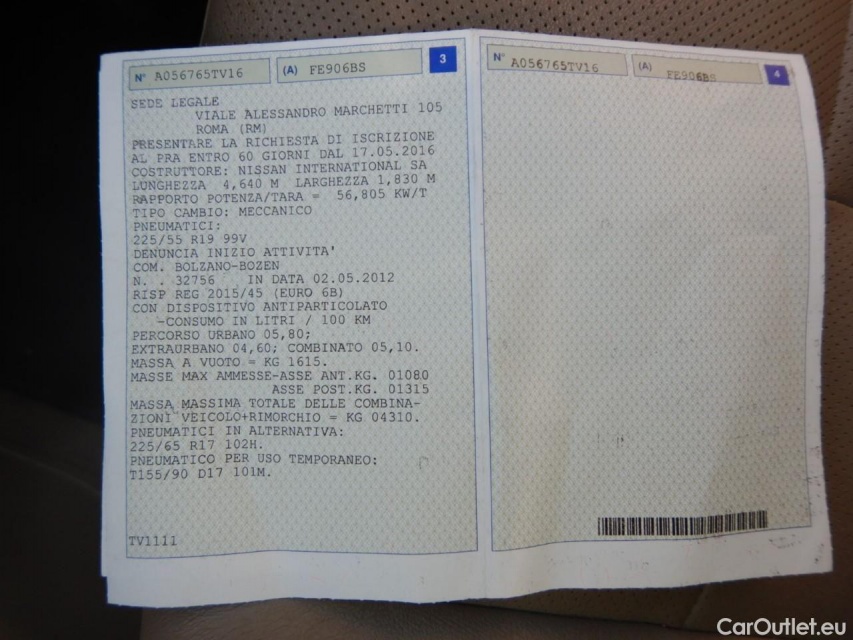 N° A056765TV16 (A) FE906BS 3
SEDE LEGALE
VIALE ALESSANDRO MARCHETTI 105
ROMA (RM)
PRESENTARE LA RICHIESTA DI ISCRIZIONE
AL PRA ENTRO 60 GIORNI DAL 17.05.2016
COSTRUTTORE: NISSAN INTERNATIONAL SA
LUNGHEZZA 4,640 M LARGHEZZA 1,830 M
RAPPORTO POTENZA/TARA = 56,805 KW/T
TIPO CAMBIO: MECCANICO
PNEUMATICI:
225/55 R19 99V
DENUNCIA INIZIO ATTIVITA'
COM. BOLZANO-BOZEN
N. . 32756 IN DATA 02.05.2012
RISP REG 2015/45 (EURO 6B)
CON DISPOSITIVO ANTIPARTICOLATO
-CONSUMO IN LITRI / 100 KM
PERCORSO URBANO 05,80;
EXTRAURBANO 04,60; COMBINATO 05,10.
MASSA A VUOTO = KG 1615.
MASSE MAX AMMESSE-ASSE ANT.KG. 01080
ASSE POST.KG. 01315
MASSA MASSIMA TOTALE DELLE COMBINA-
ZIONI VEICOLO+RIMORCHIO = KG 04310.
PNEUMATICI IN ALTERNATIVA:
225/65 R17 102H.
PNEUMATICO PER USO TEMPORANEO:
T155/90 D17 101M.
TV1111
N° A056765TV16 (A) FE906BS 4
CarOutlet.eu